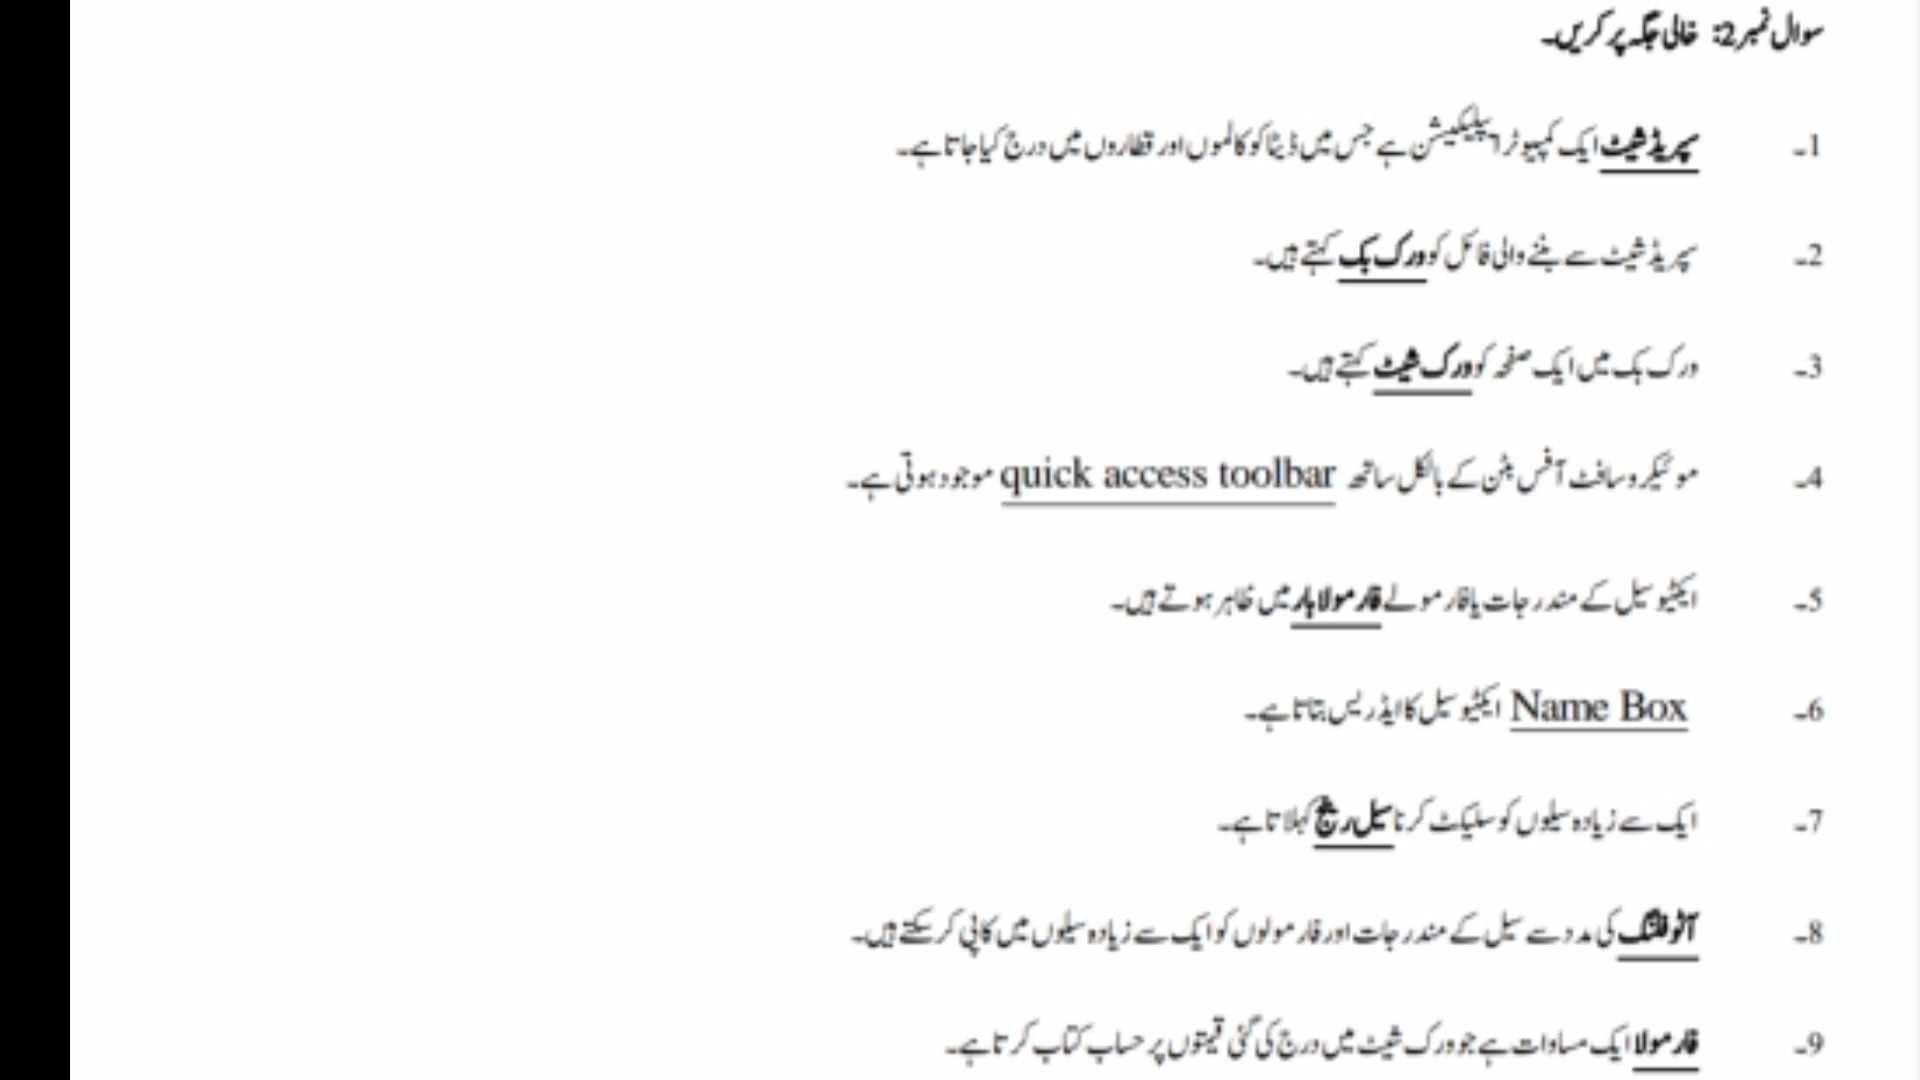 سوال نمبر 2: خالی جگہ پر کریں۔
1۔ سپریڈ شیٹ ایک کمپیوٹر اپیلیکیشن ہے جس میں ڈیٹا کو کالموں اور قطاروں میں درج کیا جاتا ہے۔
2۔ سپریڈ شیٹ سے بننے والی فائل کو ورک بک کہتے ہیں۔
3۔ ورک بک میں ایک صفحہ کو ورک شیٹ کہتے ہیں۔
4۔ مونیکروسافٹ آفس بٹن کے بالکل ساتھ quick access toolbar موجود ہوتی ہے۔
5۔ ایکٹیو سیل کے مندرجات یا فارمولے فارمولا بار میں ظاہر ہوتے ہیں۔
6۔ Name Box ایکٹیو سیل کا ایڈریس بتاتا ہے۔
7۔ ایک سے زیادہ سیلوں کو سلیکٹ کرنا سیل رینج کہلاتا ہے۔
8۔ آٹو فلنگ کی مدد سے سیل کے مندرجات اور فارمولوں کو ایک سے زیادہ سیلوں میں کاپی کر سکتے ہیں۔
9۔ فارمولا ایک مساوات ہے جو ورک شیٹ میں درج کی گئی قیمتوں پر حساب کتاب کرتا ہے۔